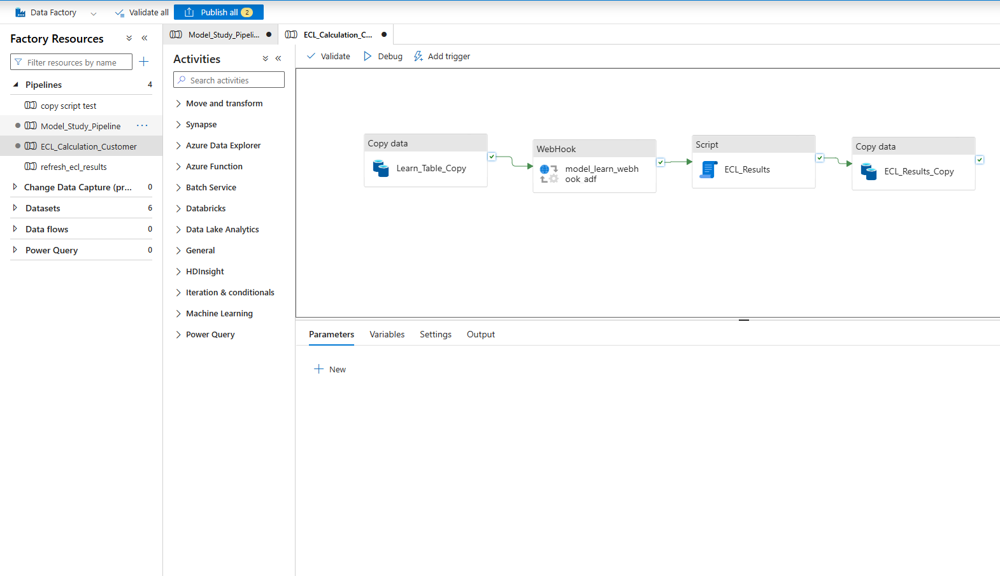 Data Factory
Validate all
Publish all 2
Factory Resources
Filter resources by name
Pipelines 4
copy script test
Model_Study_Pipeline ...
ECL_Calculation_Customer
refresh_ecl_results
Change Data Capture (pr... 0
Datasets 6
Data flows 0
Power Query 0
Model_Study_Pipeli...
ECL_Calculation_C...
Activities
Search activities
Move and transform
Synapse
Azure Data Explorer
Azure Function
Batch Service
Databricks
Data Lake Analytics
General
HDInsight
Iteration & conditionals
Machine Learning
Power Query
Validate
Debug
Add trigger
Copy data
Learn_Table_Copy
WebHook
model_learn_webh
ook_adf
Script
ECL_Results
Copy data
ECL_Results_Copy
Parameters
Variables
Settings
Output
New